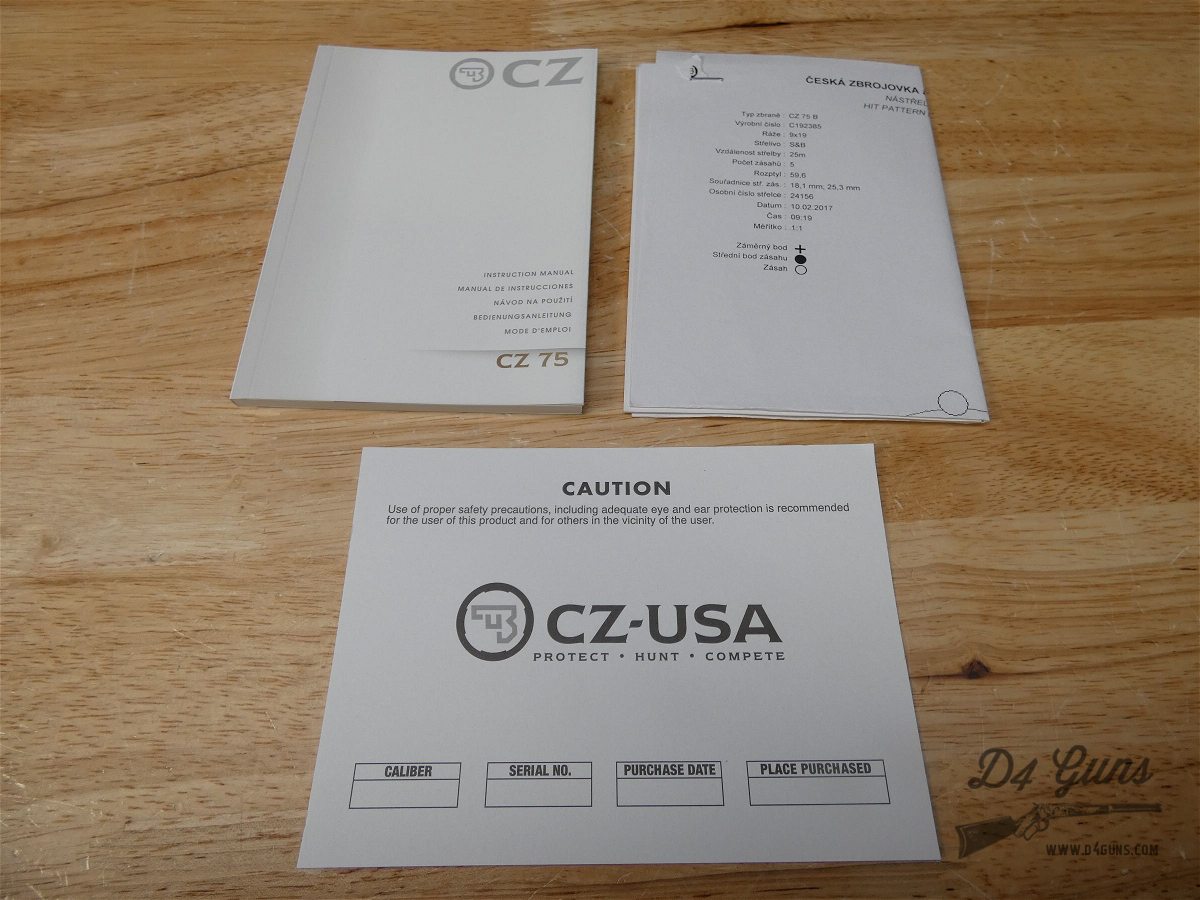 CZ
INSTRUCTION MANUAL
MANUAL DE INSTRUCCIONES
NÁVOD NA POUŽITÍ
BEDIENUNGSANLEITUNG
MODE D'EMPLOI
CZ 75
ČESKÁ ZBROJOVKA
NÁSTŘEL
HIT PATTERN
Typ zbraně : CZ 75 B
Výrobní číslo : C192385
Ráže : 9x19
Střelivo : S&B
Vzdálenost střelby : 25m
Počet zásahů : 5
Rozptyl : 59,6
Souřadnice stř. zás. : 18,1 mm; 25,3 mm
Osobní číslo střelce : 24156
Datum : 10.02.2017
Čas : 09:19
Měřítko : 1:1
Záměrný bod
Střední bod zásahu
Zásah
CAUTION
Use of proper safety precautions, including adequate eye and ear protection is recommended
for the user of this product and for others in the vicinity of the user.
CZ-USA
PROTECT • HUNT • COMPETE
CALIBER
SERIAL NO.
PURCHASE DATE
PLACE PURCHASED
D4 Guns
WWW.D4GUNS.COM